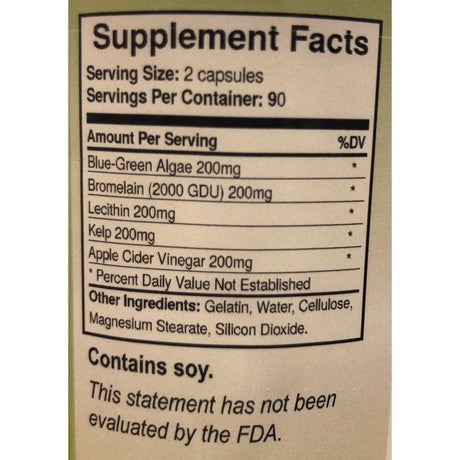 Supplement Facts
Serving Size: 2 capsules
Servings Per Container: 90
Amount Per Serving %DV
Blue-Green Algae 200mg *
Bromelain (2000 GDU) 200mg *
Lecithin 200mg *
Kelp 200mg *
Apple Cider Vinegar 200mg *
* Percent Daily Value Not Established
Other Ingredients: Gelatin, Water, Cellulose,
Magnesium Stearate, Silicon Dioxide.
Contains soy.
This statement has not been
evaluated by the FDA.